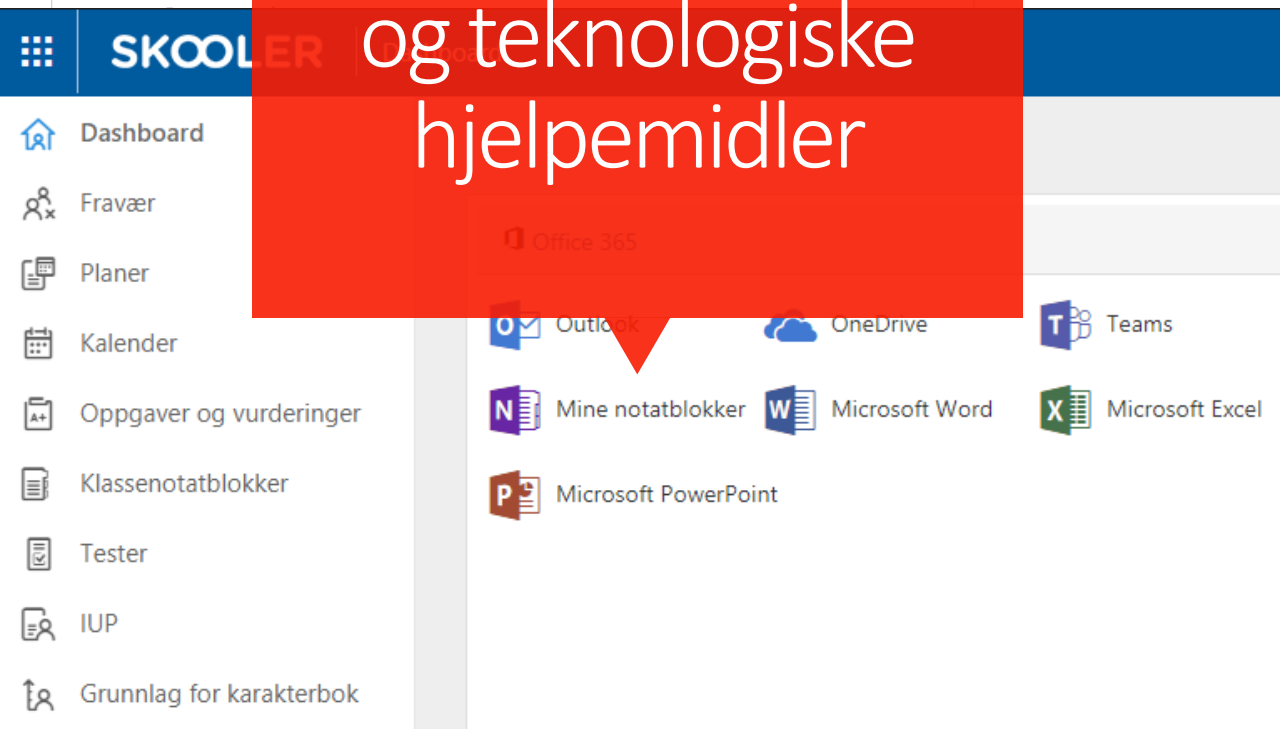 og teknologiske
hjelpemidler
SKOOLER
Dashboard
Dashboard
Fravær
Planer
Kalender
Oppgaver og vurderinger
Klassenotatblokker
Tester
IUP
Grunnlag for karakterbok
Office 365
Outlook
OneDrive
Teams
Mine notatblokker
Microsoft Word
Microsoft Excel
Microsoft PowerPoint